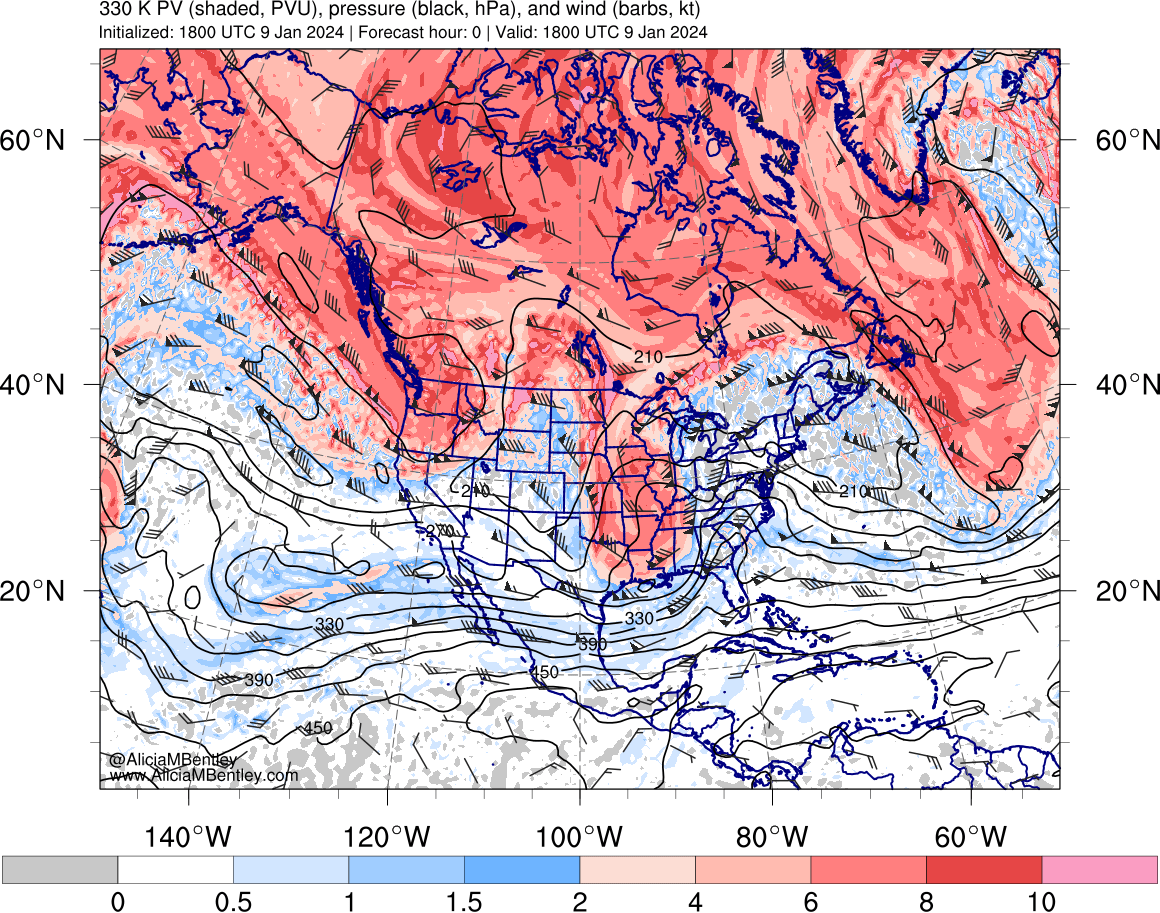 330 K PV (shaded, PVU), pressure (black, hPa), and wind (barbs, kt)
Initialized: 1800 UTC 9 Jan 2024 | Forecast hour: 0 | Valid: 1800 UTC 9 Jan 2024
60°N 60°N
210
40°N 40°N
210 210
270
20°N 20°N
330 330
390
450
390
450
@AliciaMBentley
www.AliciaMBentley.com
140°W 120°W 100°W 80°W 60°W
0 0.5 1 1.5 2 4 6 8 10